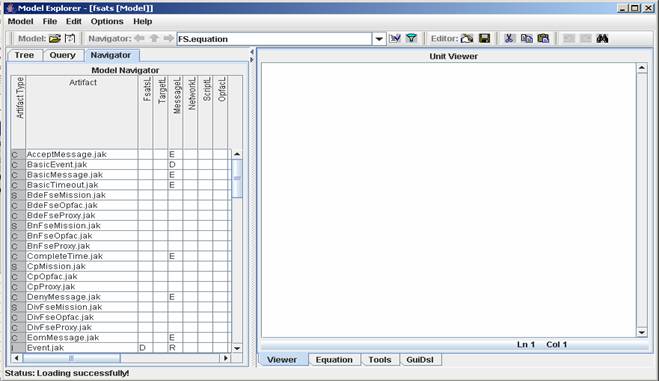 Model Explorer - [fsats [Model]]
File Model Edit Options Help
Model: Navigator: FS.equation Editor:
Tree Query Navigator
Model Navigator
Artifact Type Artifact FsatsL TargetL MessageL NetworkL ScriptL OpfacL
C AcceptMessage.jak E
C BasicEvent.jak D
C BasicMessage.jak E
C BasicTimeout.jak E
S BdeFseMission.jak
C BdeFseOpfac.jak
C BdeFseProxy.jak
S BnFseMission.jak
C BnFseOpfac.jak
C BnFseProxy.jak
C CompleteTime.jak E
S CpMission.jak
C CpOpfac.jak
C CpProxy.jak
C DenyMessage.jak E
S DivFseMission.jak
C DivFseOpfac.jak
C DivFseProxy.jak
C EomMessage.jak E
I Event.jak D R
Unit Viewer
Ln 1 Col 1
Viewer Equation Tools GuiDsl
Status: Loading successfully!